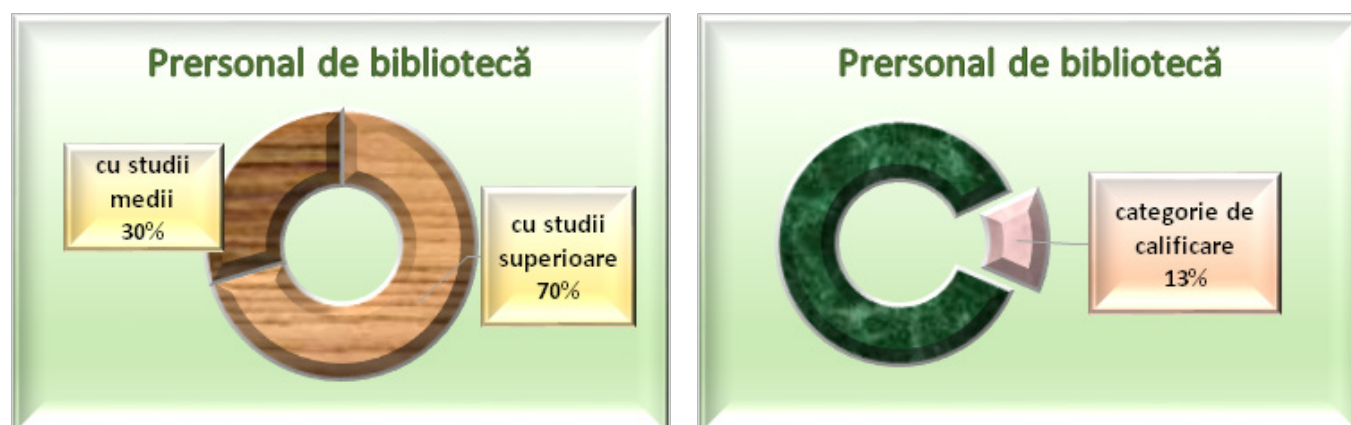 Prersonal de bibliotecă
cu studii
medii
30%
cu studii
superioare
70%
Prersonal de bibliotecă
categorie de
calificare
13%